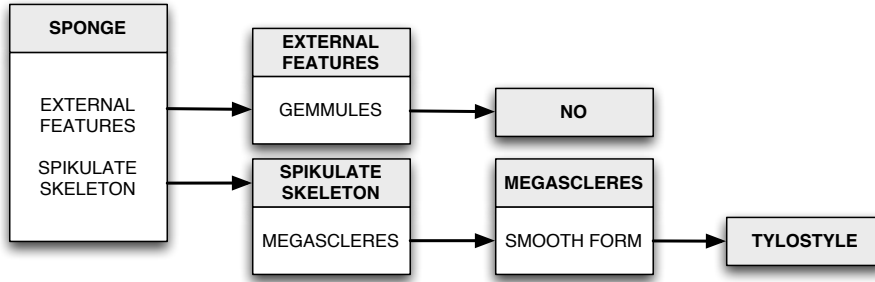 SPONGE
EXTERNAL
FEATURES
SPIKULATE
SKELETON
EXTERNAL
FEATURES
GEMMULES
NO
SPIKULATE
SKELETON
MEGASCLERES
MEGASCLERES
SMOOTH FORM
TYLOSTYLE